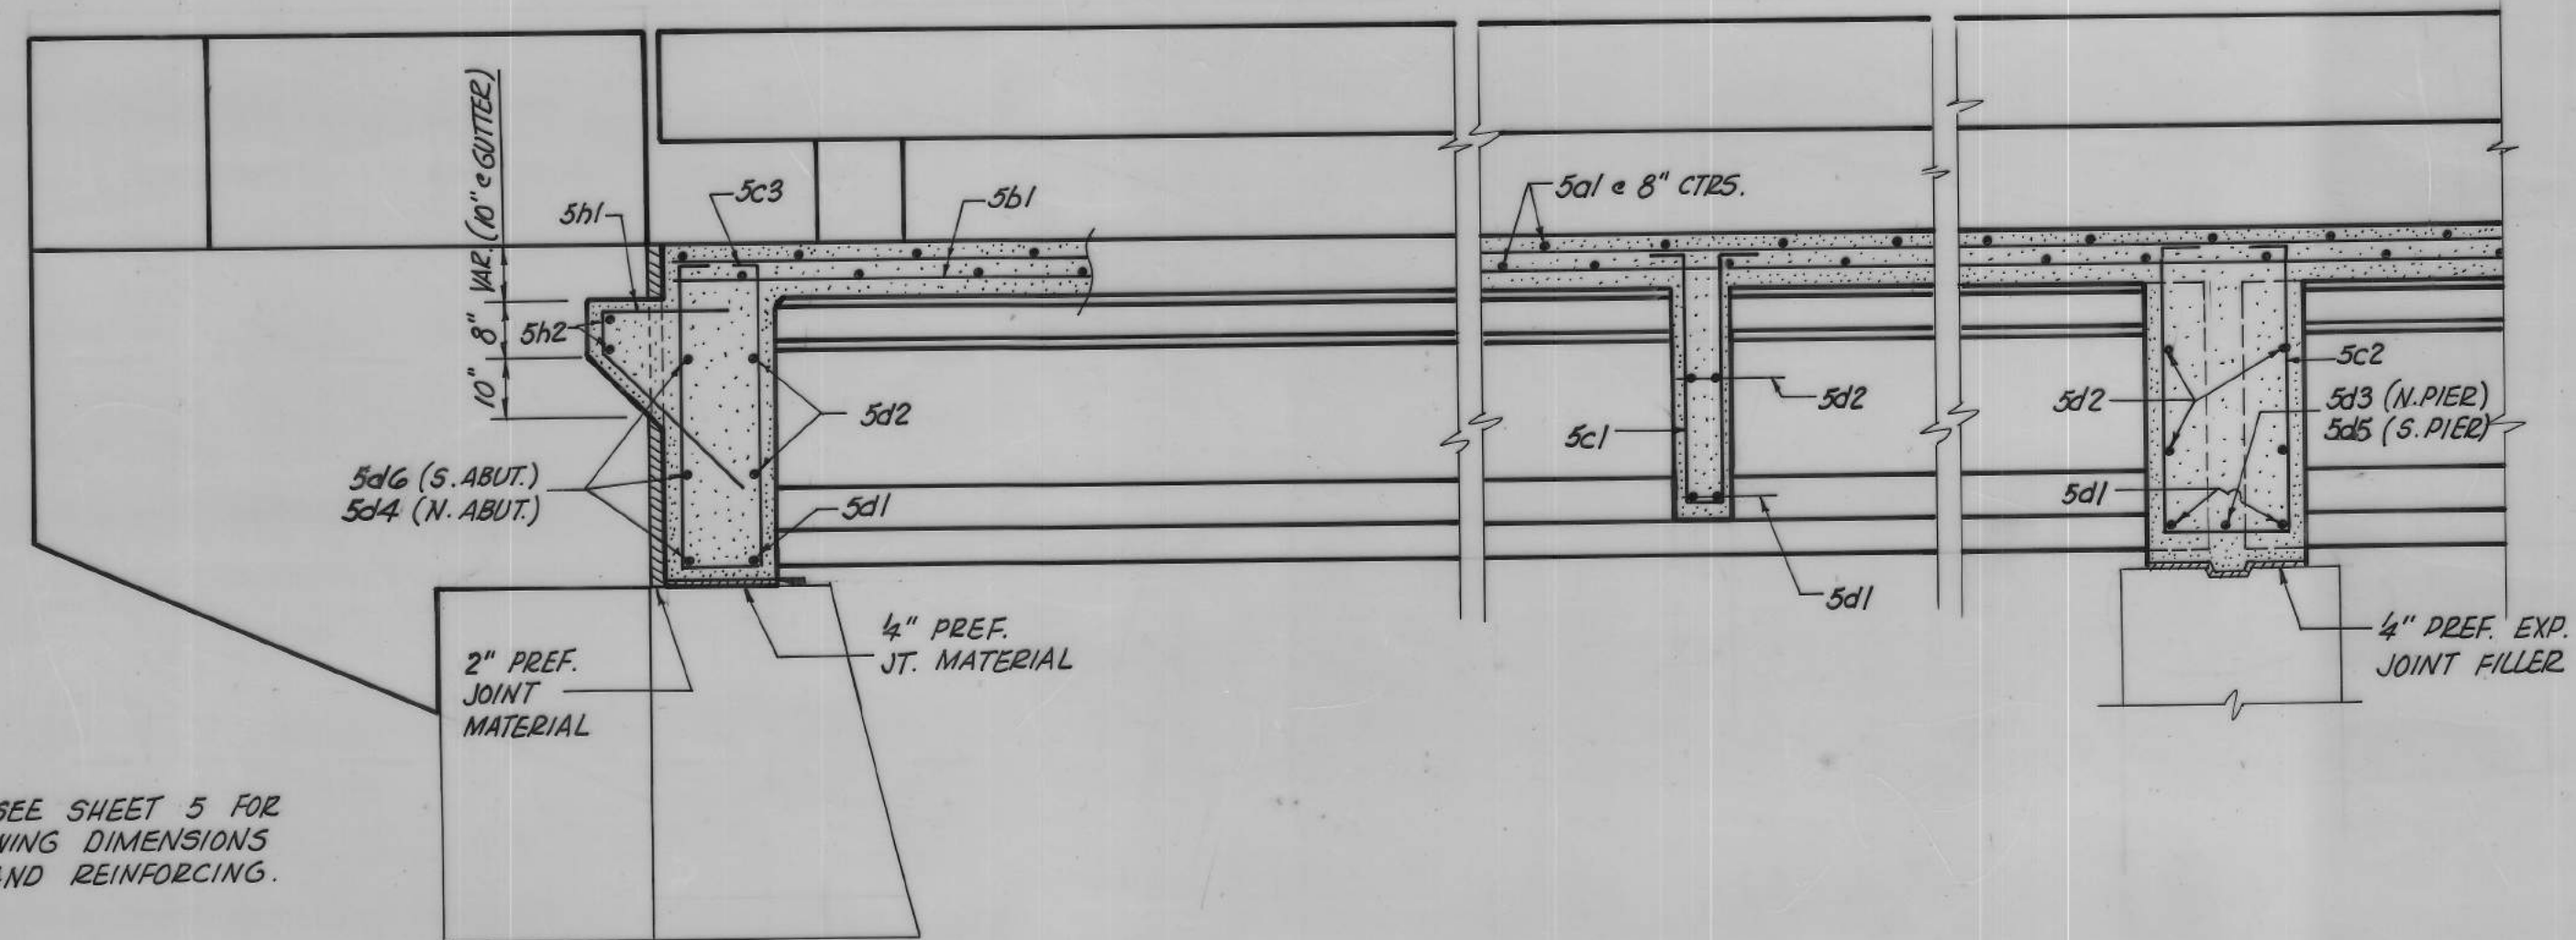 10" 8" VAR. (10" @ GUTTER)
5h1
5c3
5b1
5a1 @ 8" CTRS.
5h2
5d2
5d6 (S. ABUT.)
5d4 (N. ABUT.)
5d1
5c1
5d2
5d1
5d2
5c2
5d3 (N. PIER)
5d5 (S. PIER)
5d1
2" PREF.
JOINT
MATERIAL
1/4" PREF.
JT. MATERIAL
1/4" PREF. EXP.
JOINT FILLER
SEE SHEET 5 FOR
WING DIMENSIONS
AND REINFORCING.